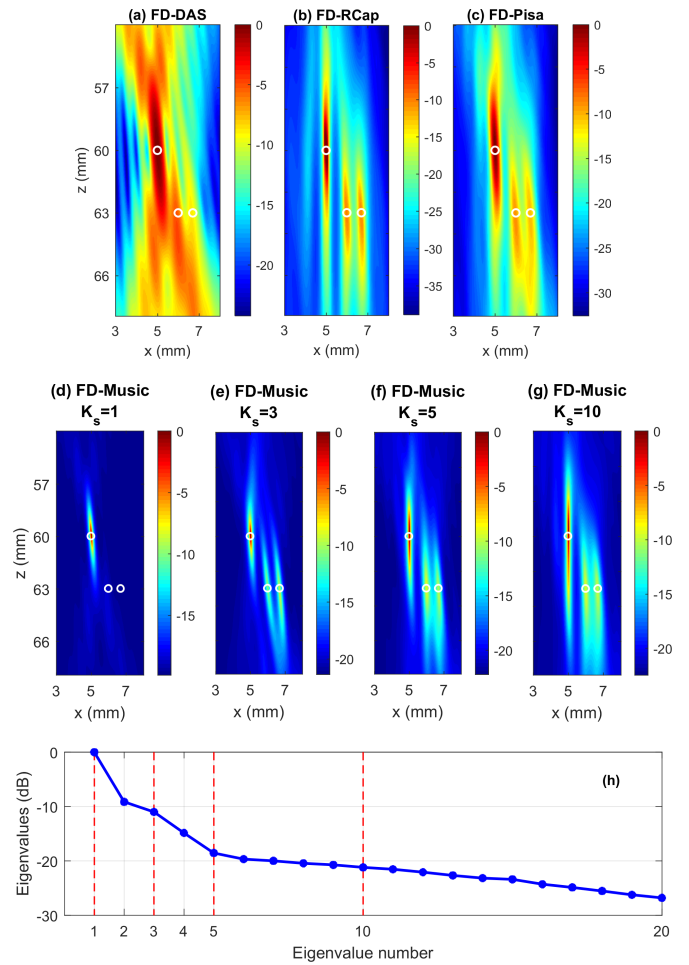 (a) FD-DAS
(b) FD-RCap
(c) FD-Pisa
57
60
63
66
z (mm)
3 5 7
x (mm)
0
-5
-10
-15
-20
3 5 7
x (mm)
0
-5
-10
-15
-20
-25
-30
-35
3 5 7
x (mm)
0
-5
-10
-15
-20
-25
-30
(d) FD-Music
K_s=1
(e) FD-Music
K_s=3
(f) FD-Music
K_s=5
(g) FD-Music
K_s=10
57
60
63
66
z (mm)
3 5 7
x (mm)
0
-5
-10
-15
3 5 7
x (mm)
0
-5
-10
-15
-20
3 5 7
x (mm)
0
-5
-10
-15
-20
3 5 7
x (mm)
0
-5
-10
-15
-20
(h)
0
-10
-20
-30
Eigenvalues (dB)
1 2 3 4 5 10 20
Eigenvalue number